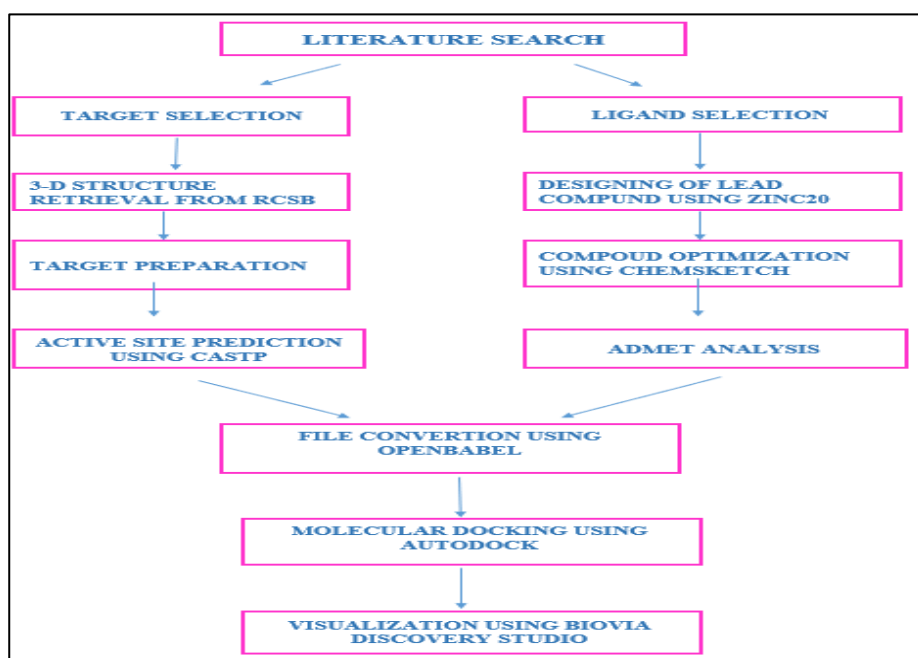 LITERATURE SEARCH
TARGET SELECTION
LIGAND SELECTION
3-D STRUCTURE
RETRIEVAL FROM RCSB
DESIGNING OF LEAD
COMPUND USING ZINC20
TARGET PREPARATION
COMPOUD OPTIMIZATION
USING CHEMSKETCH
ACTIVE SITE PREDICTION
USING CASTP
ADMET ANALYSIS
FILE CONVERTION USING
OPENBABEL
MOLECULAR DOCKING USING
AUTODOCK
VISUALIZATION USING BIOVIA
DISCOVERY STUDIO